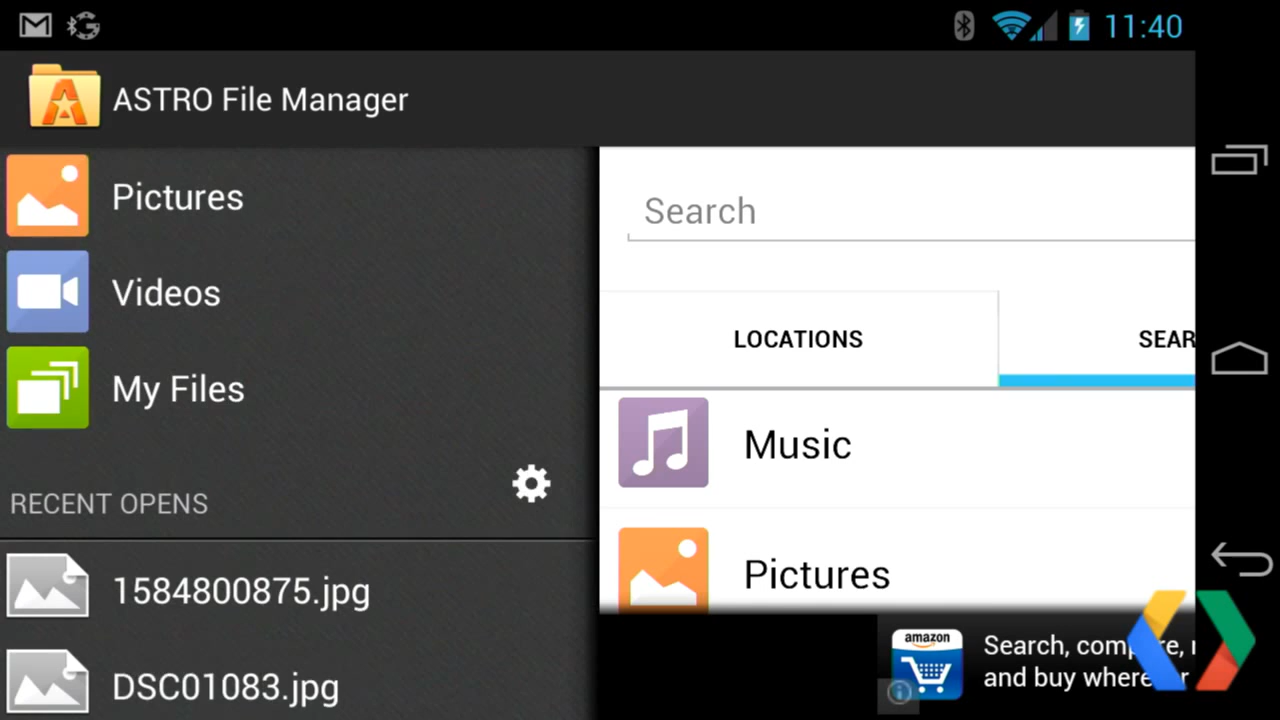 11:40
ASTRO File Manager
Pictures
Videos
My Files
RECENT OPENS
1584800875.jpg
DSC01083.jpg
Search
LOCATIONS
SEAR
Music
Pictures
amazon
Search, compare,
and buy where